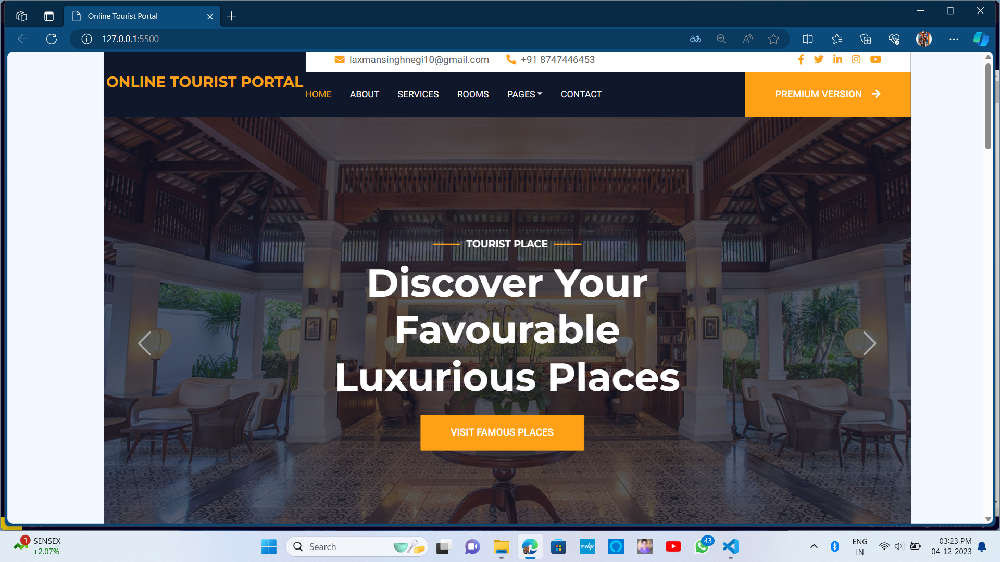 Online Tourist Portal
127.0.0.1:5500
laxmansinghnegi10@gmail.com +91 8747446453
ONLINE TOURIST PORTAL
HOME ABOUT SERVICES ROOMS PAGES CONTACT
PREMIUM VERSION
TOURIST PLACE
Discover Your
Favourable
Luxurious Places
VISIT FAMOUS PLACES
1
SENSEX
+2.07%
Search
myhp
43
ENG
IN
03:23 PM
04-12-2023